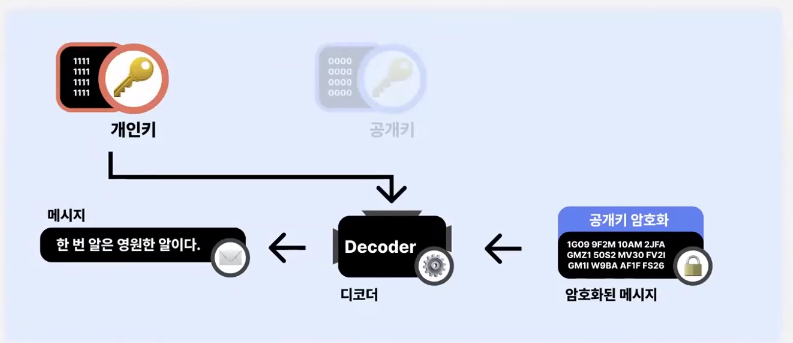 1111
1111
1111
1111
개인키
0000
0000
0000
0000
공개키
메시지
한 번 알은 영원한 알이다.
Decoder
디코더
공개키 암호화
1G09 9F2M 10AM 2JFA
GMZ1 50S2 MV30 FV2I
GM1I W9BA AF1F FS26
암호화된 메시지